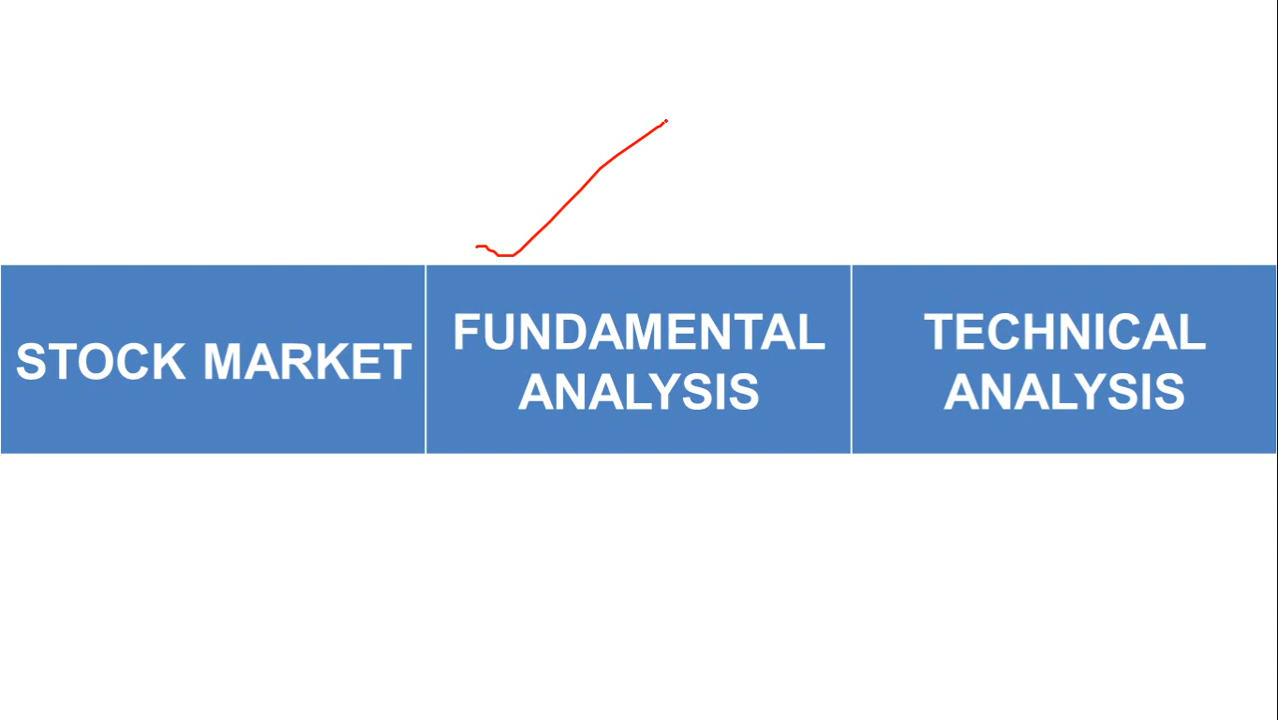 STOCK MARKET
FUNDAMENTAL
ANALYSIS
TECHNICAL
ANALYSIS